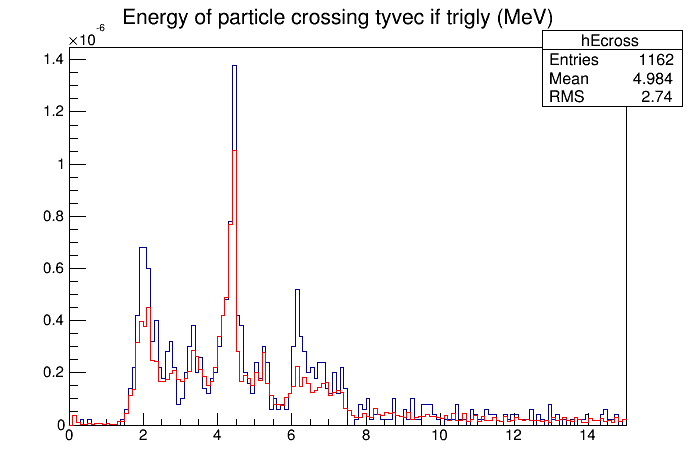 Energy of particle crossing tyvec if trigly (MeV)
×10-6
hEcross
Entries 1162
Mean 4.984
RMS 2.74
1.4
1.2
1
0.8
0.6
0.4
0.2
0
0 2 4 6 8 10 12 14